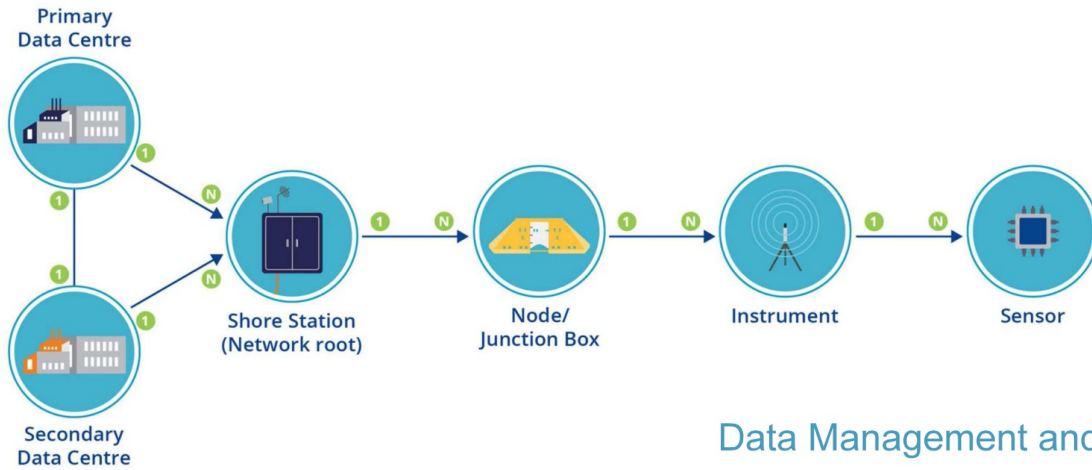 Primary
Data Centre
1
1
N
1
N
1
N
1
N
1
1
N
Shore Station
(Network root)
Node/
Junction Box
Instrument
Sensor
Secondary
Data Centre
Data Management and